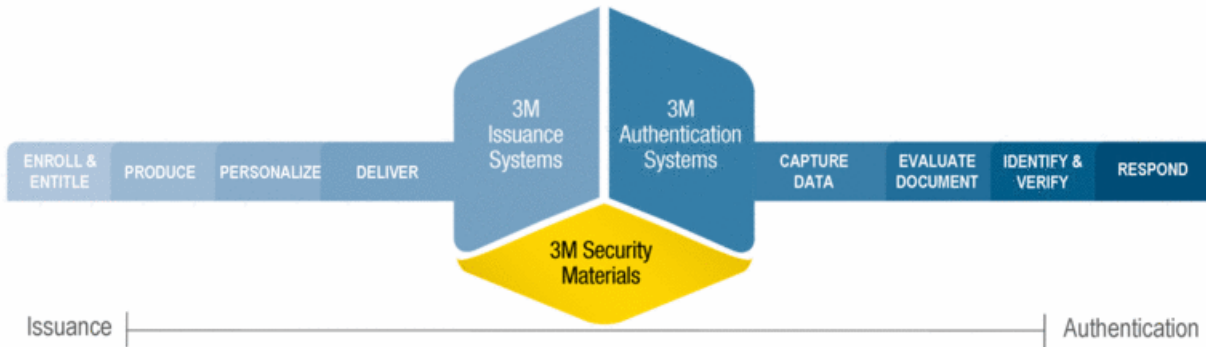 3M
Issuance
Systems
3M
Authentication
Systems
ENROLL &
ENTITLE
PRODUCE
PERSONALIZE
DELIVER
CAPTURE
DATA
EVALUATE
DOCUMENT
IDENTIFY &
VERIFY
RESPOND
3M Security
Materials
Issuance
Authentication